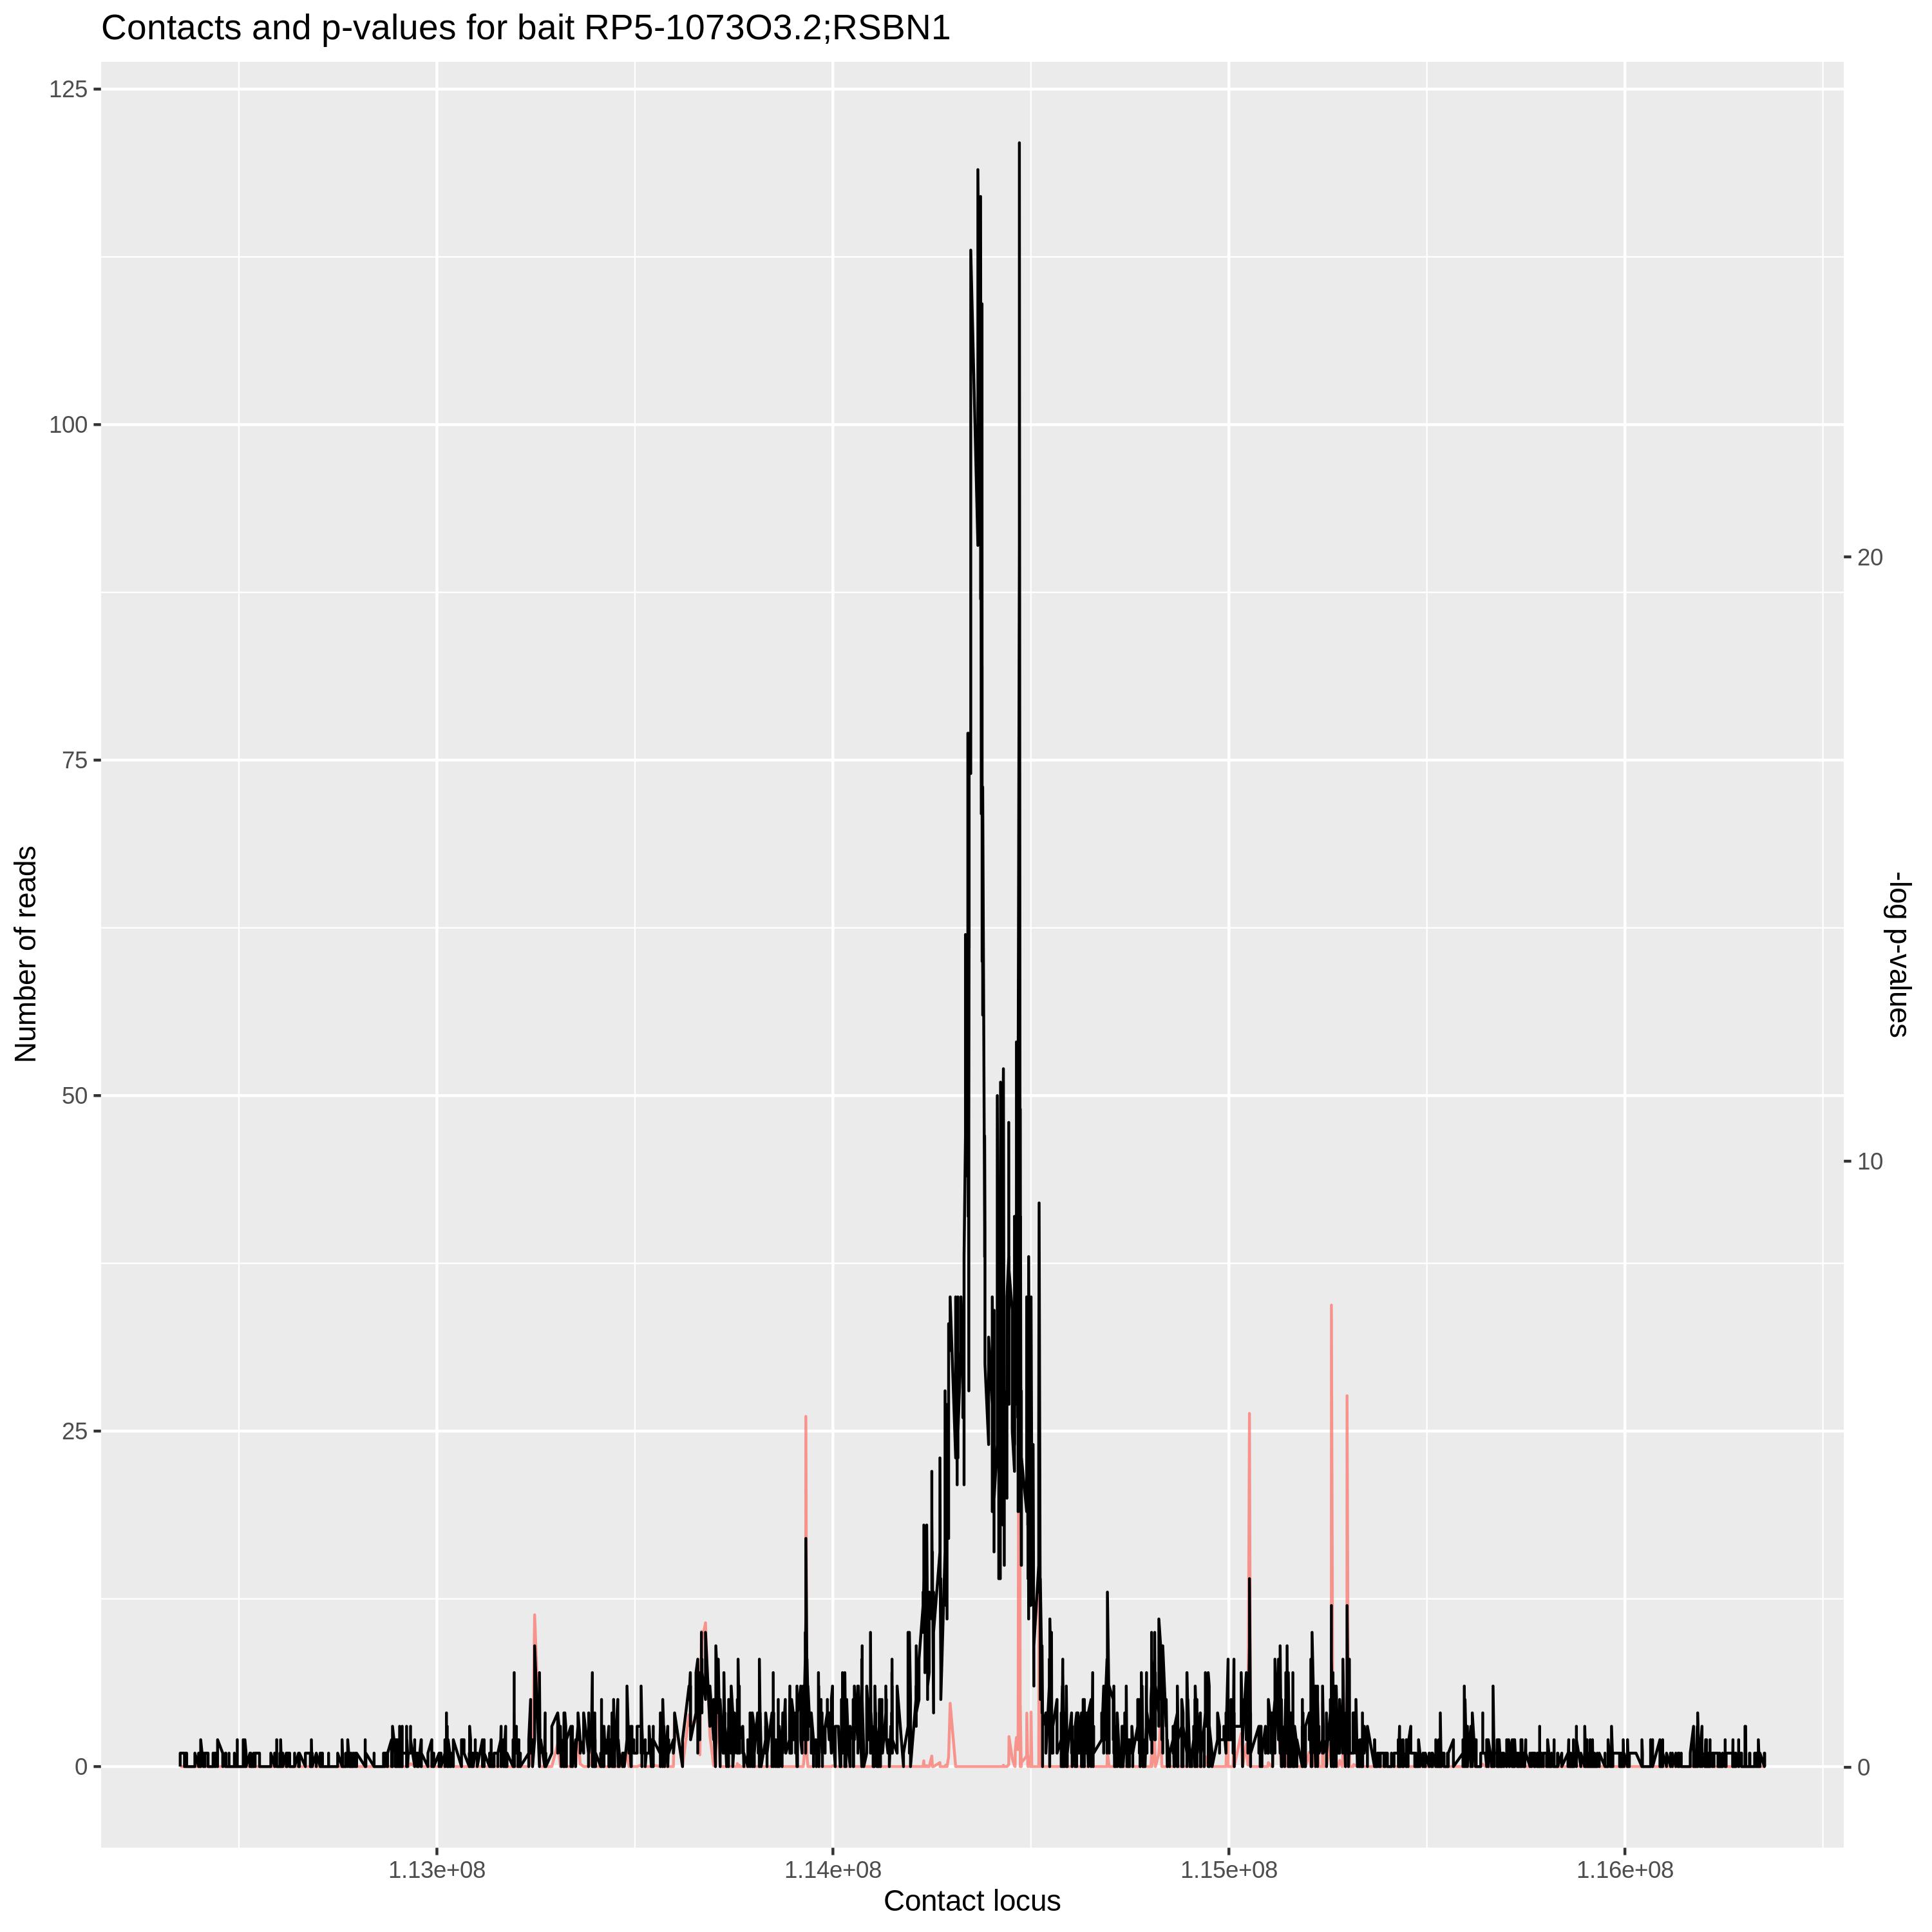 Contacts and p-values for bait RP5-1073O3.2;RSBN1
125
100
75
50
25
0
Number of reads
20
10
0
-log p-values
1.13e+08
1.14e+08
1.15e+08
1.16e+08
Contact locus